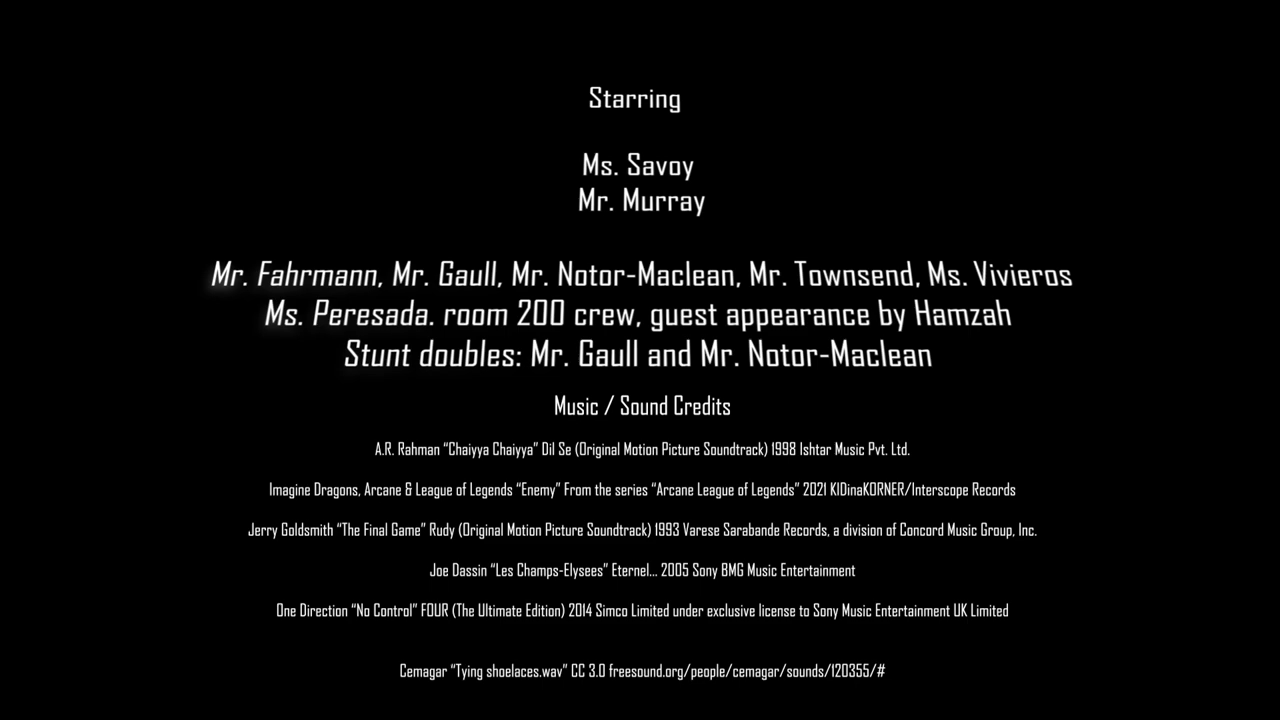 Starring
Ms. Savoy
Mr. Murray
Mr. Fahrmann, Mr. Gaull, Mr. Notor-Maclean, Mr. Townsend, Ms. Vivieros
Ms. Peresada. room 200 crew, guest appearance by Hamzah
Stunt doubles: Mr. Gaull and Mr. Notor-Maclean
Music / Sound Credits
A.R. Rahman “Chaiyya Chaiyya” Dil Se (Original Motion Picture Soundtrack) 1998 Ishtar Music Pvt. Ltd.
Imagine Dragons, Arcane & League of Legends “Enemy” From the series “Arcane League of Legends” 2021 KIDinaKORNER/Interscope Records
Jerry Goldsmith “The Final Game” Rudy (Original Motion Picture Soundtrack) 1993 Varese Sarabande Records, a division of Concord Music Group, Inc.
Joe Dassin “Les Champs-Elysees” Eternel... 2005 Sony BMG Music Entertainment
One Direction “No Control” FOUR (The Ultimate Edition) 2014 Simco Limited under exclusive license to Sony Music Entertainment UK Limited
Cemagar “Tying shoelaces.wav” CC 3.0 freesound.org/people/cemagar/sounds/120355/#